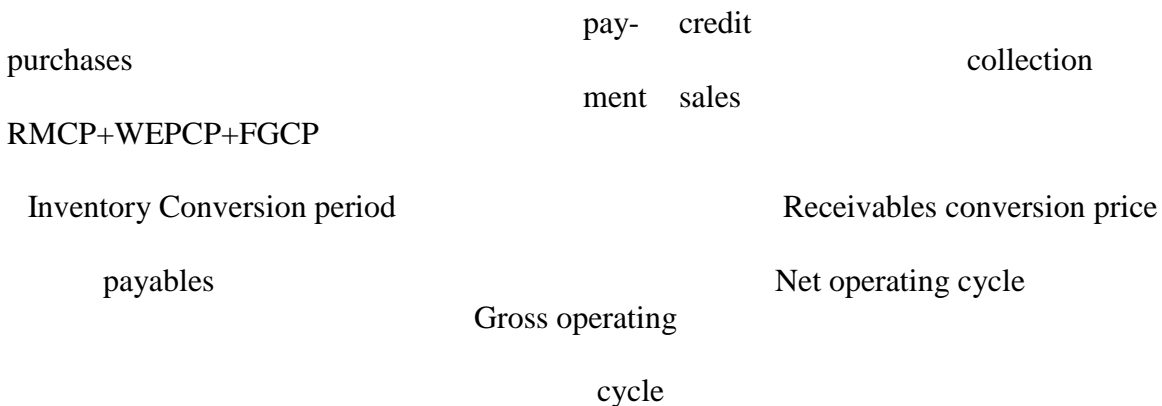 pay- credit
purchases collection
ment sales
RMCP+WEPCP+FGCP
Inventory Conversion period Receivables conversion price
payables Net operating cycle
Gross operating
cycle